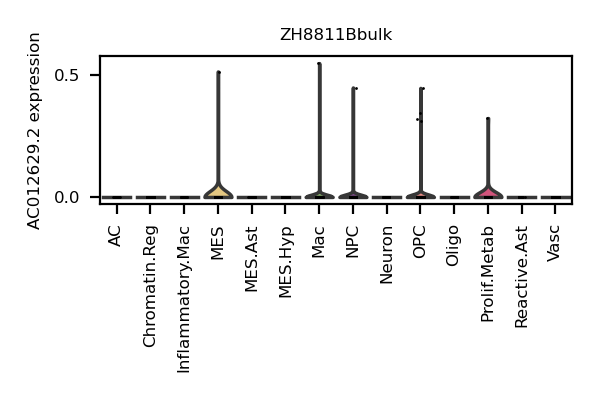 ZH8811Bbulk
AC012629.2 expression
0.5
0.0
AC
Chromatin.Reg
Inflammatory.Mac
MES
MES.Ast
MES.Hyp
Mac
NPC
Neuron
OPC
Oligo
Prolif.Metab
Reactive.Ast
Vasc